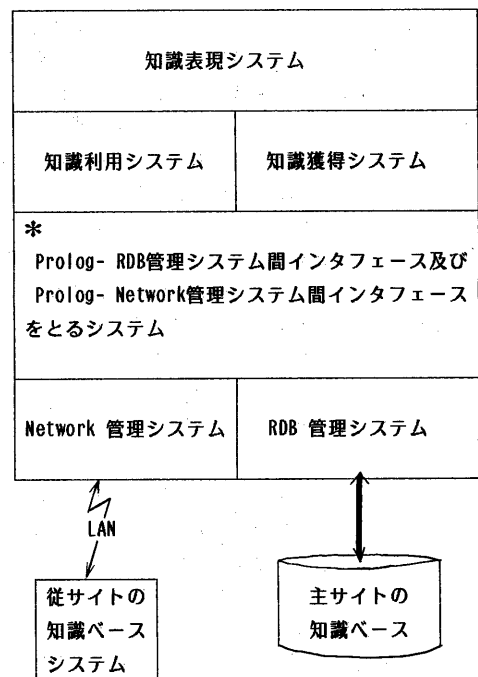 知識表現システム
知識利用システム
知識獲得システム
*
Prolog- RDB管理システム間インタフェース及び
Prolog- Network管理システム間インタフェース
をとるシステム
Network 管理システム
RDB 管理システム
LAN
従サイトの
知識ベース
システム
主サイトの
知識ベース